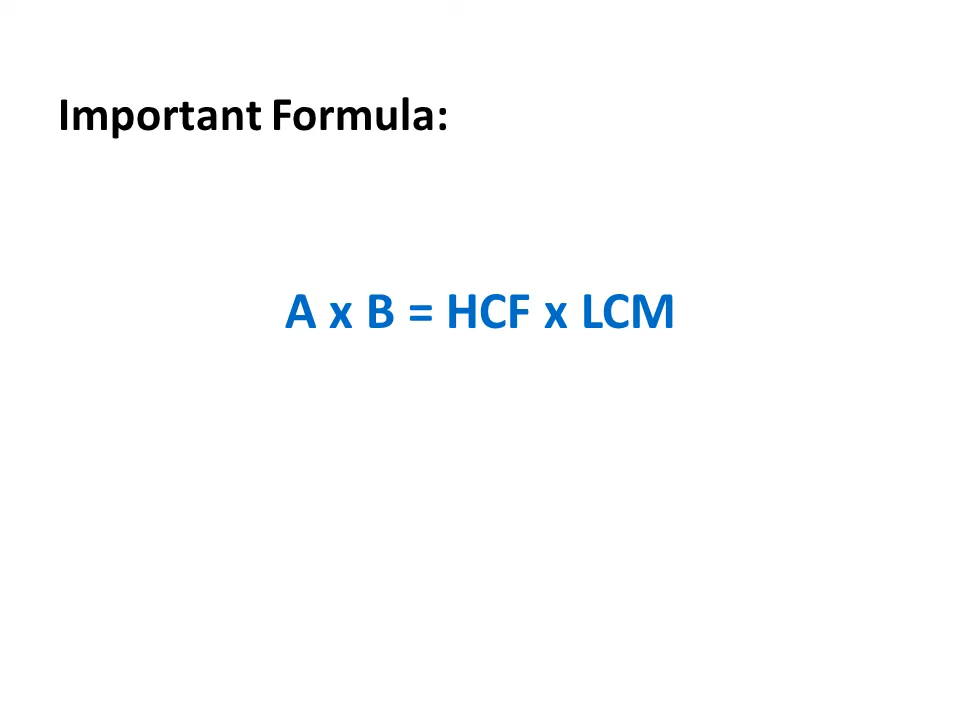 Important Formula:
A x B = HCF x LCM